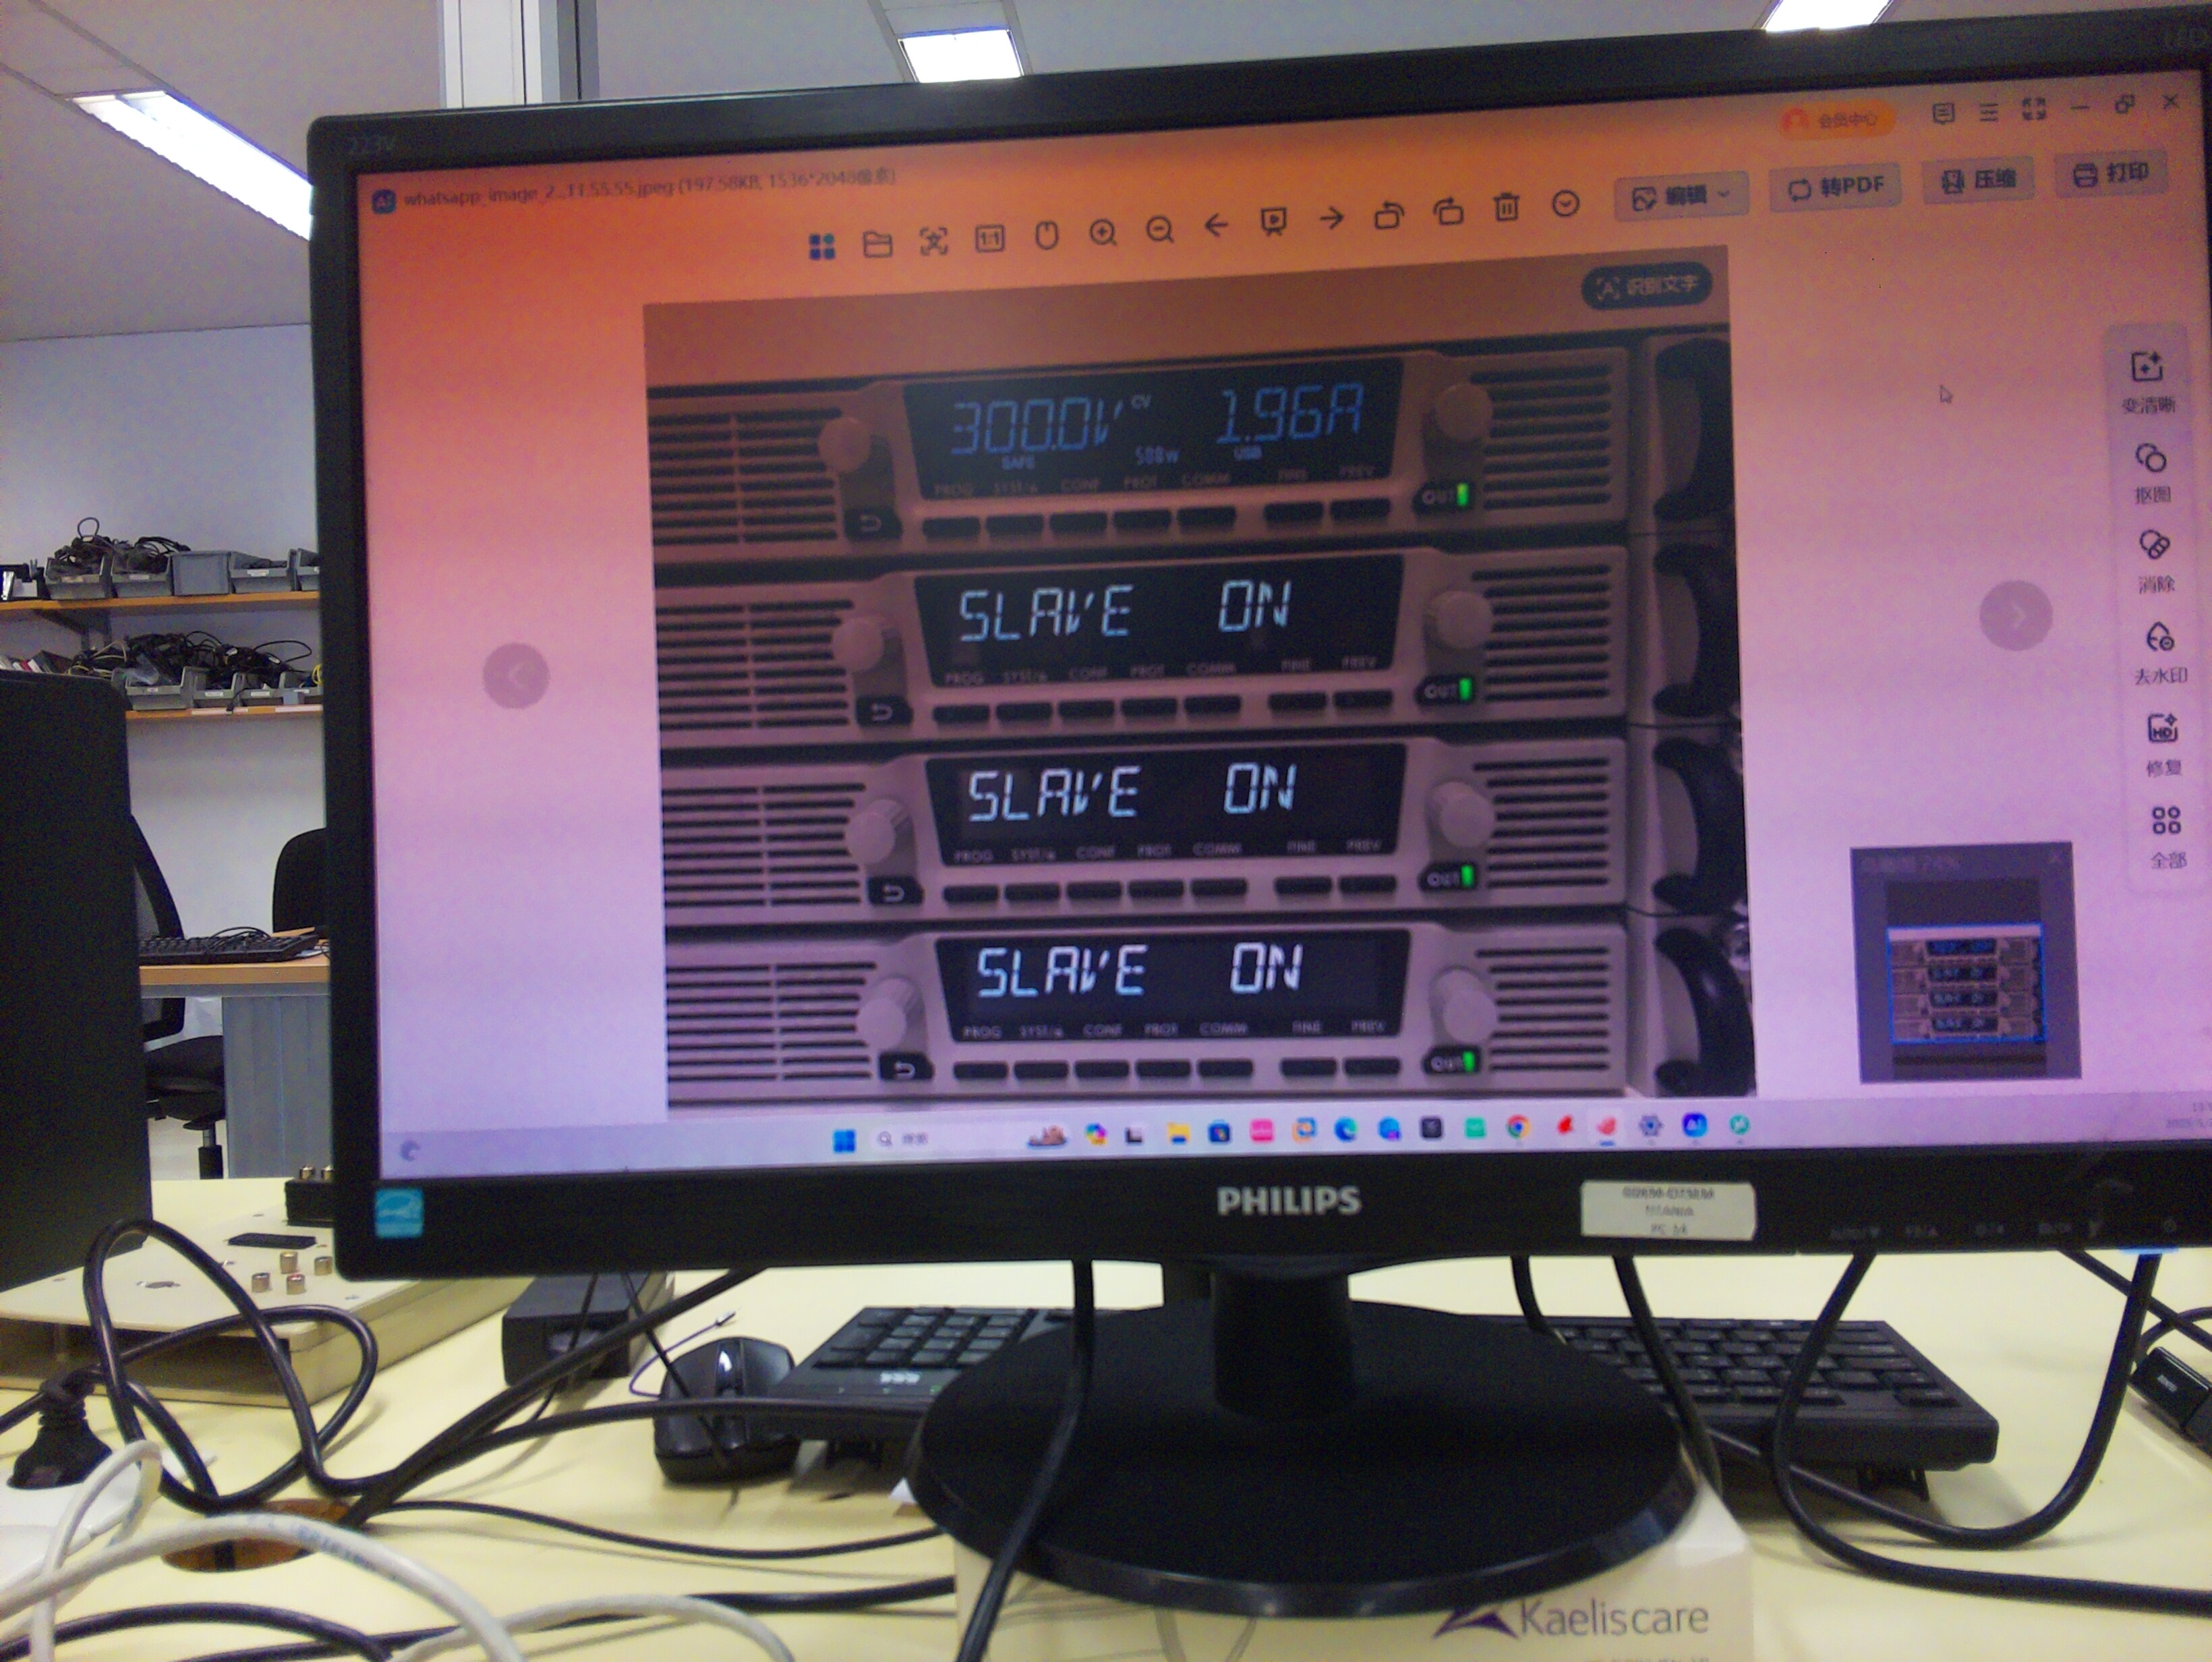 223V
whatsapp_image_2...11.55.55.jpeg (197.58KB, 1536*2048像素)
会员中心
1:1
编辑
转PDF
压缩
打印
识别文字
300.0V CV 1.96A
SAFE 588W USB
PROG SYST/⏏ CONF PROT COMM FINE PREV
OUT
SLAVE ON
PROG SYST/⏏ CONF PROT COMM FINE PREV
OUT
SLAVE ON
PROG SYST/⏏ CONF PROT COMM FINE PREV
OUT
SLAVE ON
PROG SYST/⏏ CONF PROT COMM FINE PREV
OUT
变清晰
抠图
消除
去水印
HD
修复
全部
搜索
PHILIPS
Kaeliscare